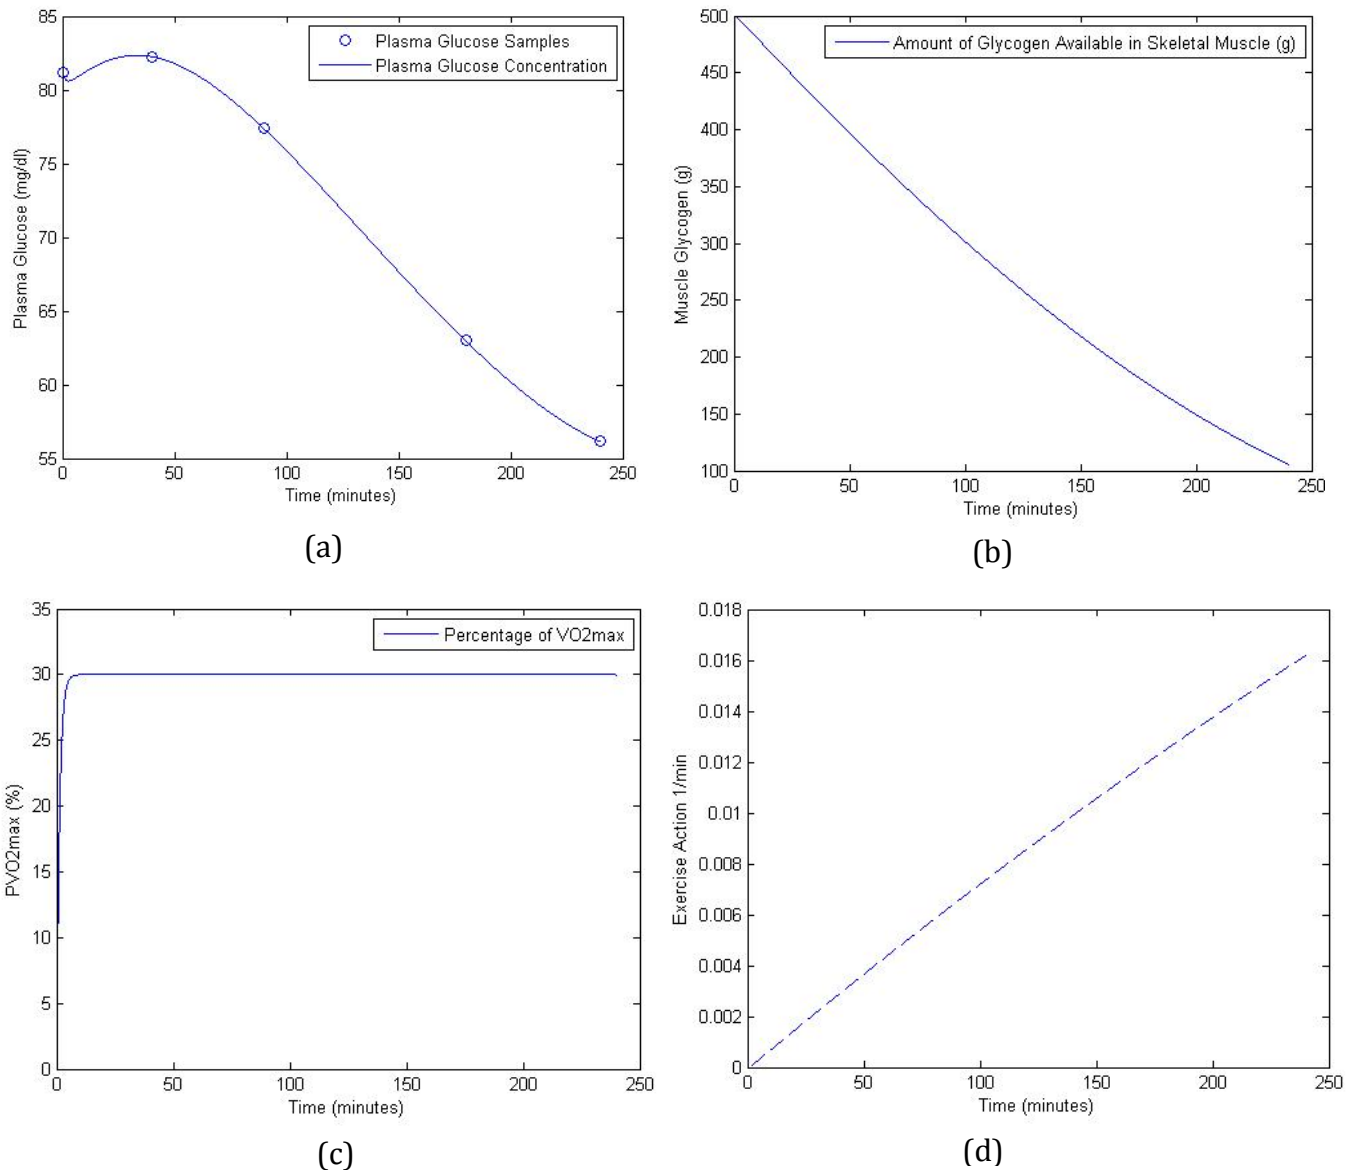 85
80
75
70
65
60
55
Plasma Glucose (mg/dl)
Plasma Glucose Samples
Plasma Glucose Concentration
0 50 100 150 200 250
Time (minutes)
(a)
500
450
400
350
300
250
200
150
100
Muscle Glycogen (g)
Amount of Glycogen Available in Skeletal Muscle (g)
0 50 100 150 200 250
Time (minutes)
(b)
35
30
25
20
15
10
5
0
PVO2max (%)
Percentage of VO2max
0 50 100 150 200 250
Time (minutes)
(c)
0.018
0.016
0.014
0.012
0.01
0.008
0.006
0.004
0.002
0
Exercise Action 1/min
0 50 100 150 200 250
Time (minutes)
(d)